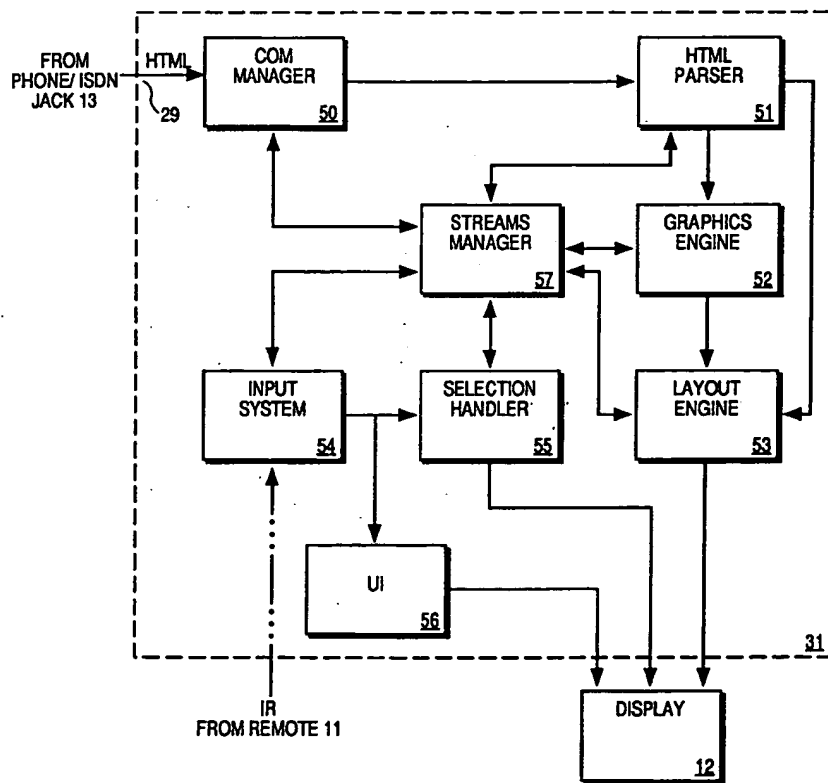 FROM
PHONE/ ISDN
JACK 13
HTML
29
COM
MANAGER
50
HTML
PARSER
51
STREAMS
MANAGER
57
GRAPHICS
ENGINE
52
INPUT
SYSTEM
54
SELECTION
HANDLER
55
LAYOUT
ENGINE
53
UI
56
31
IR
FROM REMOTE 11
DISPLAY
12